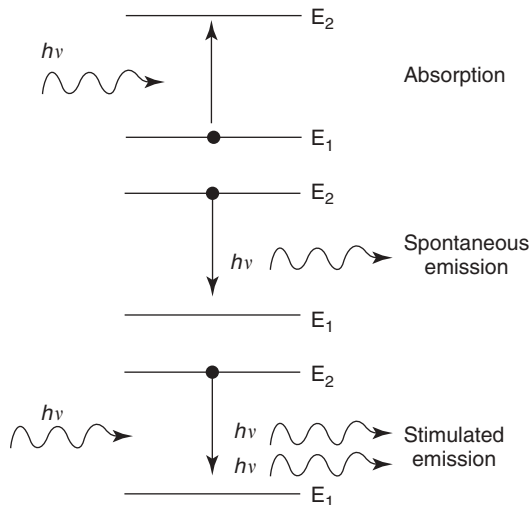 E₂
hν
Absorption
E₁
E₂
hν
Spontaneous
emission
E₁
E₂
hν
hν
hν
Stimulated
emission
E₁